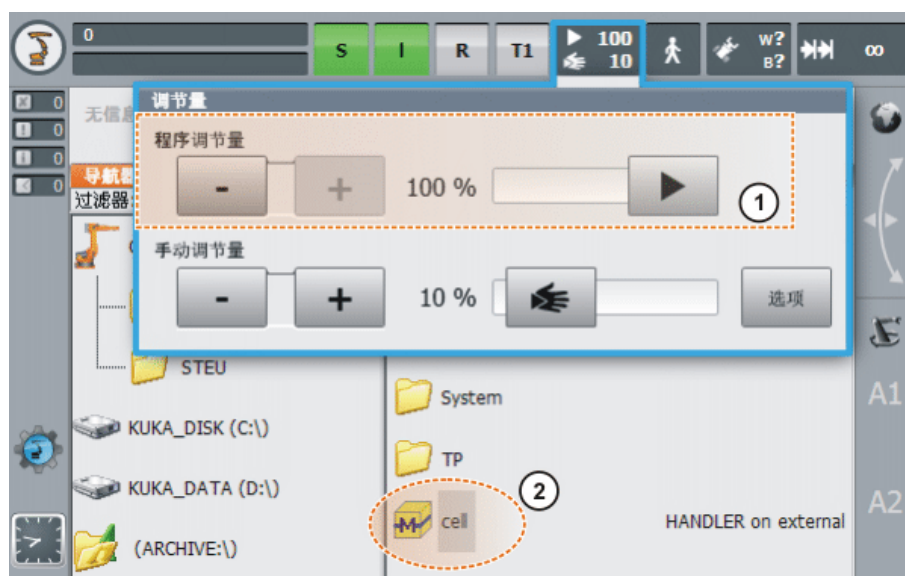 0
S I R T1 100 10 w? B? ∞
0
0
0
0
无信息
调节量
程序调节量
- + 100 %
1
手动调节量
- + 10 % 选项
导航器
过滤器
STEU
KUKA_DISK (C:\)
KUKA_DATA (D:\)
(ARCHIVE:\)
System
TP
2
cell HANDLER on external
A1
A2